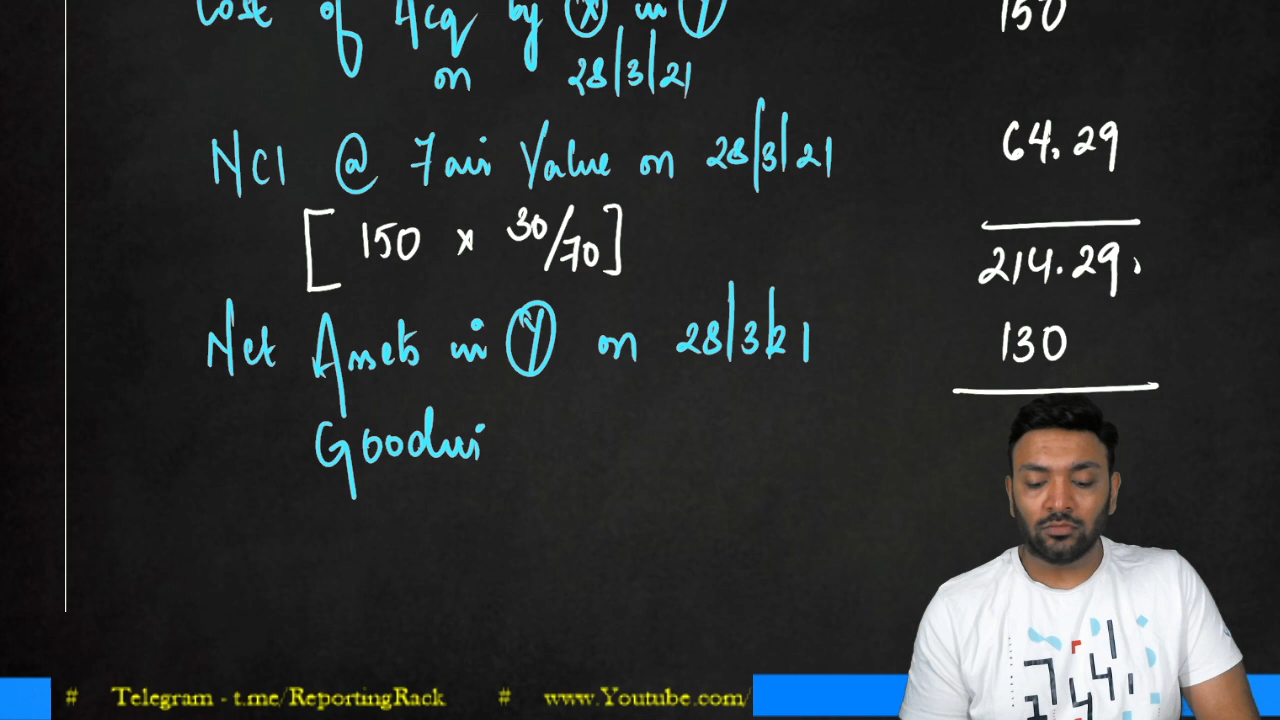 Cost of Acq by X in Y 150
on 28/3/21
NCI @ Fair Value on 28/3/21 64.29
[150 × 30/70]
214.29
Net Assets in Y on 28/3/21 130
Goodwi
# Telegram - t.me/ReportingRack # www.Youtube.com/